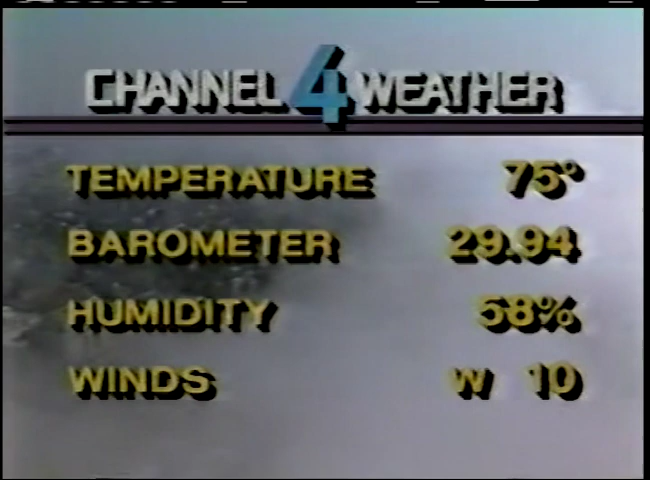 CHANNEL 4 WEATHER
TEMPERATURE 75°
BAROMETER 29.94
HUMIDITY 58%
WINDS W 10